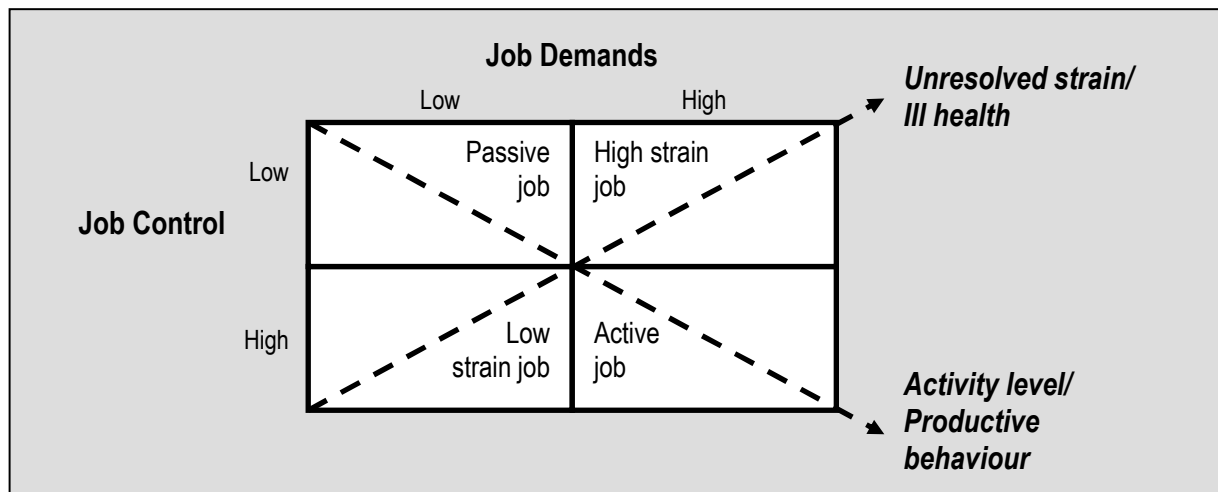 Job Demands
Low
High
Unresolved strain/
Ill health
Low
Passive
job
High strain
job
Job Control
High
Low
strain job
Active
job
Activity level/
Productive
behaviour